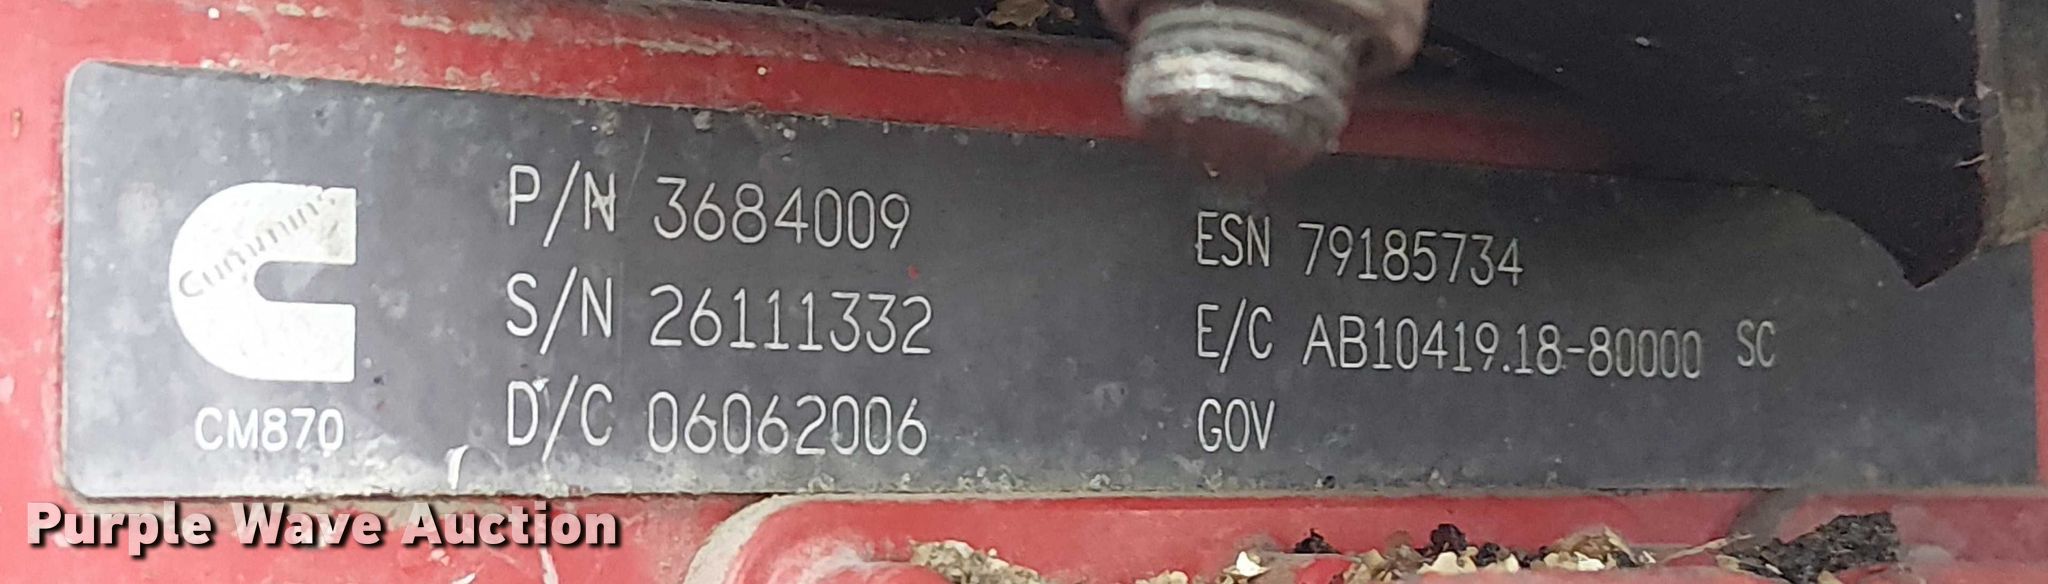 Cummins
CM870
P/N 3684009
S/N 26111332
D/C 06062006
ESN 79185734
E/C AB10419.18-80000 SC
GOV
Purple Wave Auction